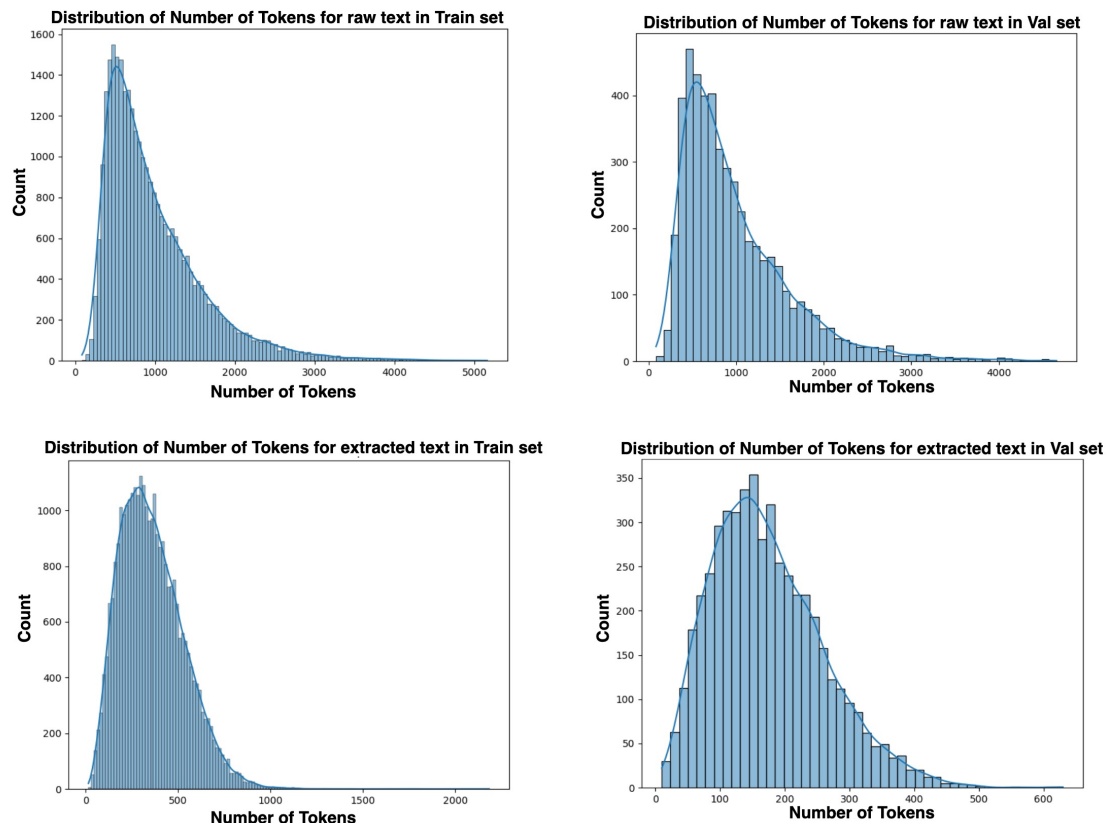 Distribution of Number of Tokens for raw text in Train set
1600
1400
1200
1000
800
600
400
200
0
Count
0 1000 2000 3000 4000 5000
Number of Tokens
Distribution of Number of Tokens for raw text in Val set
400
300
200
100
0
Count
0 1000 2000 3000 4000
Number of Tokens
Distribution of Number of Tokens for extracted text in Train set
1000
800
600
400
200
0
Count
0 500 1000 1500 2000
Number of Tokens
Distribution of Number of Tokens for extracted text in Val set
350
300
250
200
150
100
50
0
Count
0 100 200 300 400 500 600
Number of Tokens